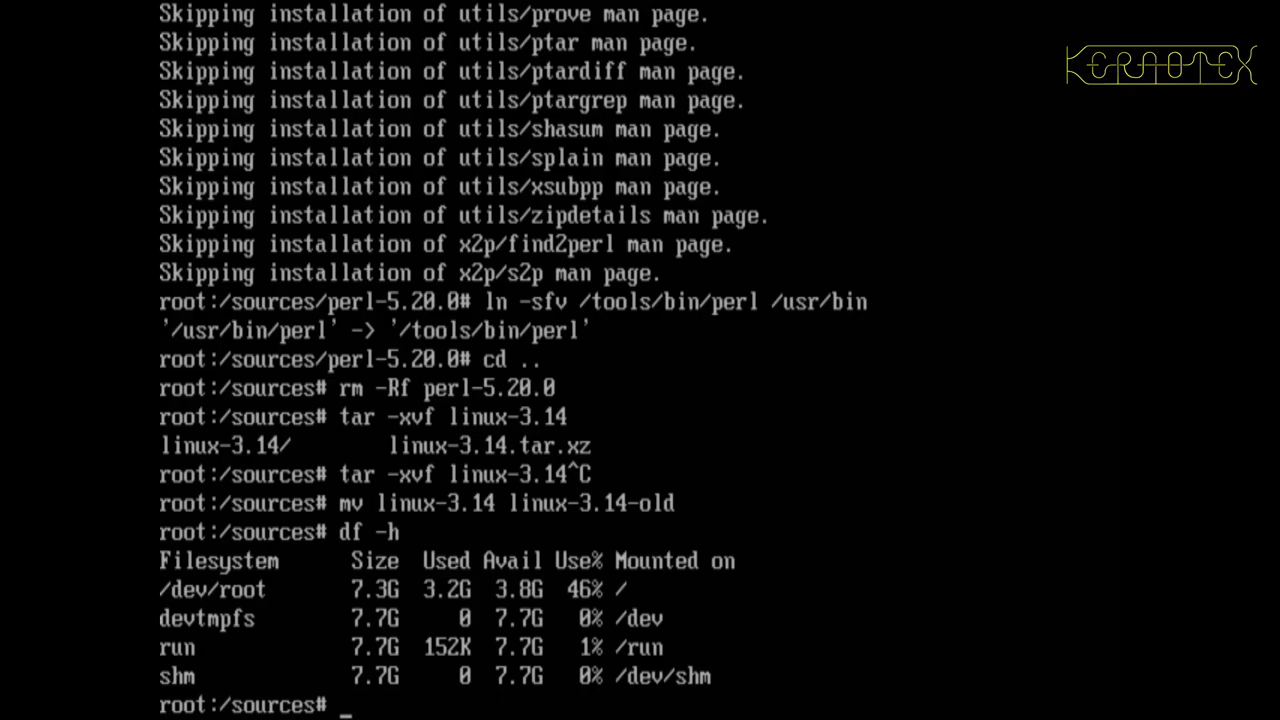 Skipping installation of utils/prove man page.
Skipping installation of utils/ptar man page.
Skipping installation of utils/ptardiff man page.
Skipping installation of utils/ptargrep man page.
Skipping installation of utils/shasum man page.
Skipping installation of utils/splain man page.
Skipping installation of utils/xsubpp man page.
Skipping installation of utils/zipdetails man page.
Skipping installation of x2p/find2perl man page.
Skipping installation of x2p/s2p man page.
root:/sources/perl-5.20.0# ln -sfv /tools/bin/perl /usr/bin
'/usr/bin/perl' -> '/tools/bin/perl'
root:/sources/perl-5.20.0# cd ..
root:/sources# rm -Rf perl-5.20.0
root:/sources# tar -xvf linux-3.14
linux-3.14/        linux-3.14.tar.xz
root:/sources# tar -xvf linux-3.14^C
root:/sources# mv linux-3.14 linux-3.14-old
root:/sources# df -h
Filesystem      Size  Used Avail Use% Mounted on
/dev/root       7.3G  3.2G  3.8G  46% /
devtmpfs        7.7G     0  7.7G   0% /dev
run             7.7G  152K  7.7G   1% /run
shm             7.7G     0  7.7G   0% /dev/shm
root:/sources# _